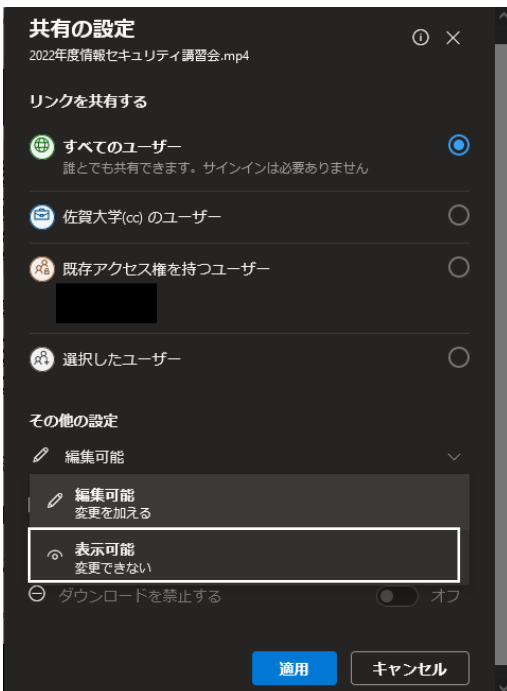 共有の設定
2022年度情報セキュリティ講習会.mp4
リンクを共有する
すべてのユーザー
誰とでも共有できます。サインインは必要ありません
佐賀大学(cc) のユーザー
既存アクセス権を持つユーザー
選択したユーザー
その他の設定
編集可能
編集可能
変更を加える
表示可能
変更できない
ダウンロードを禁止する オフ
適用 キャンセル